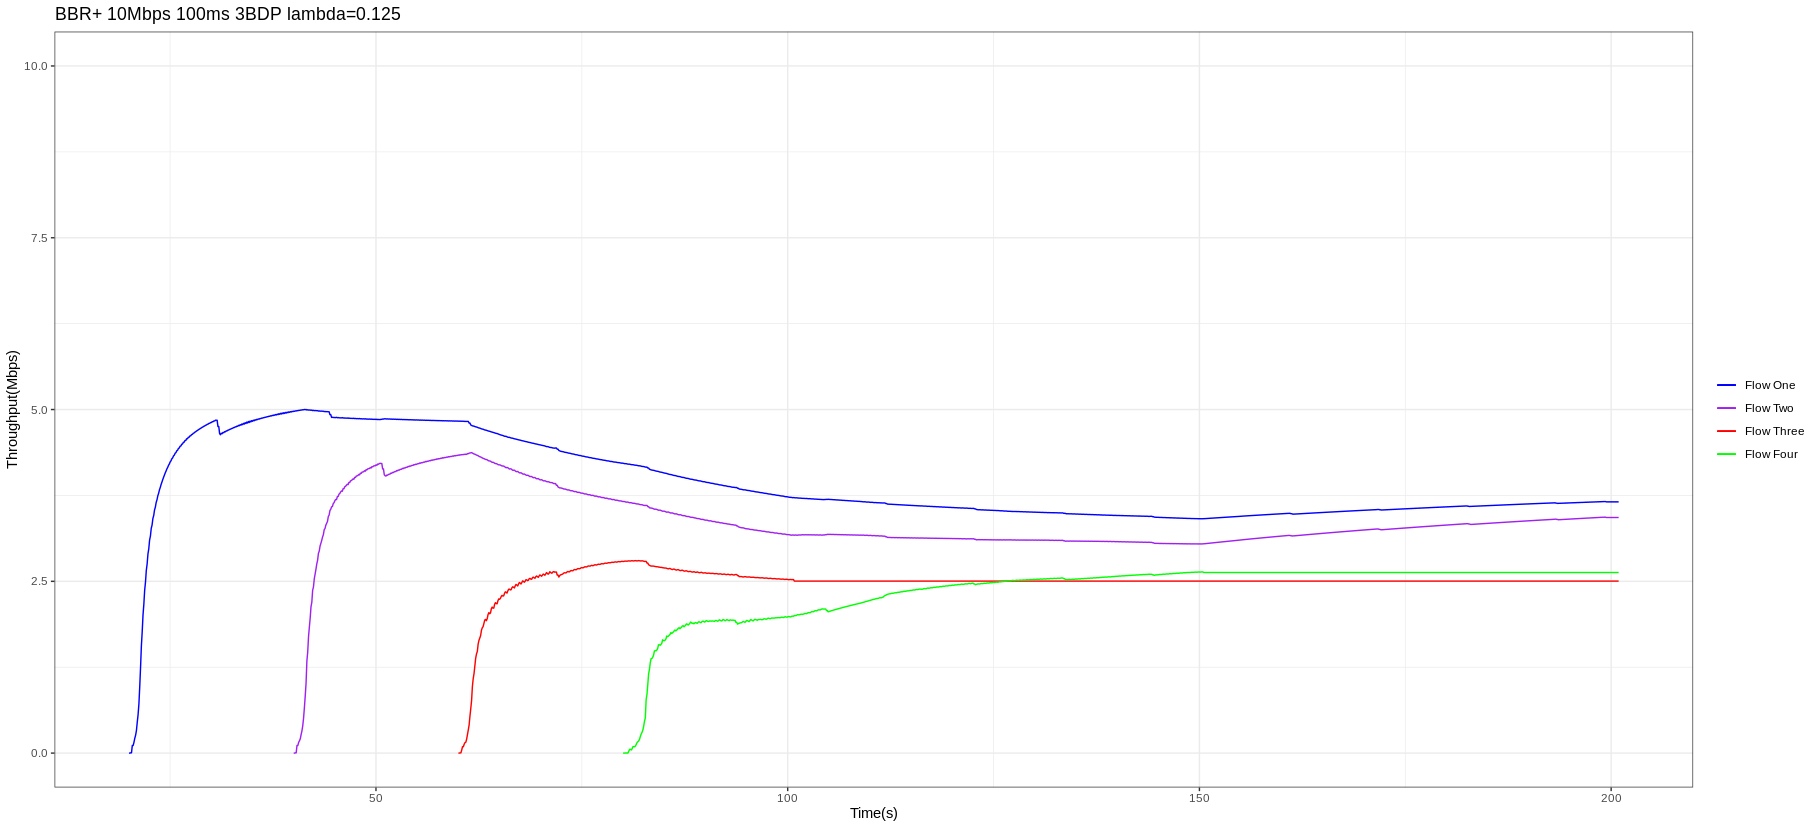 BBR+ 10Mbps 100ms 3BDP lambda=0.125
Throughput(Mbps)
10.0
7.5
5.0
2.5
0.0
50
100
150
200
Time(s)
Flow One
Flow Two
Flow Three
Flow Four